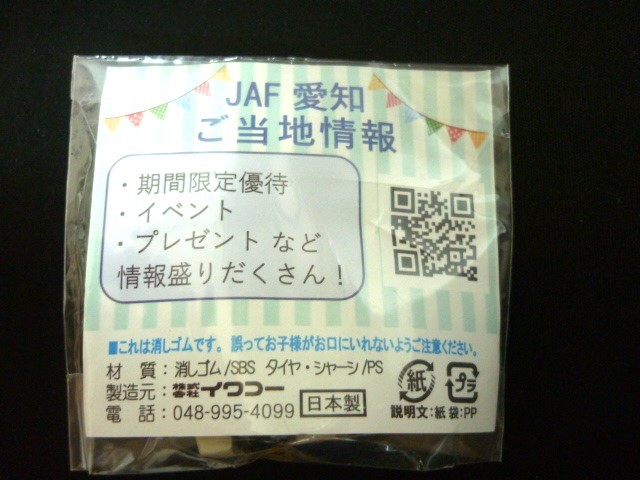 JAF 愛知
ご当地情報
・期間限定優待
・イベント
・プレゼント など
情報盛りだくさん！
■これは消しゴムです。誤ってお子様がお口にいれないようご注意ください。
材　質：消しゴム/SBS タイヤ・シャーシ/PS
製造元：株式会社イワコー
電　話：048-995-4099 日本製
紙 プラ
説明文：紙 袋：PP